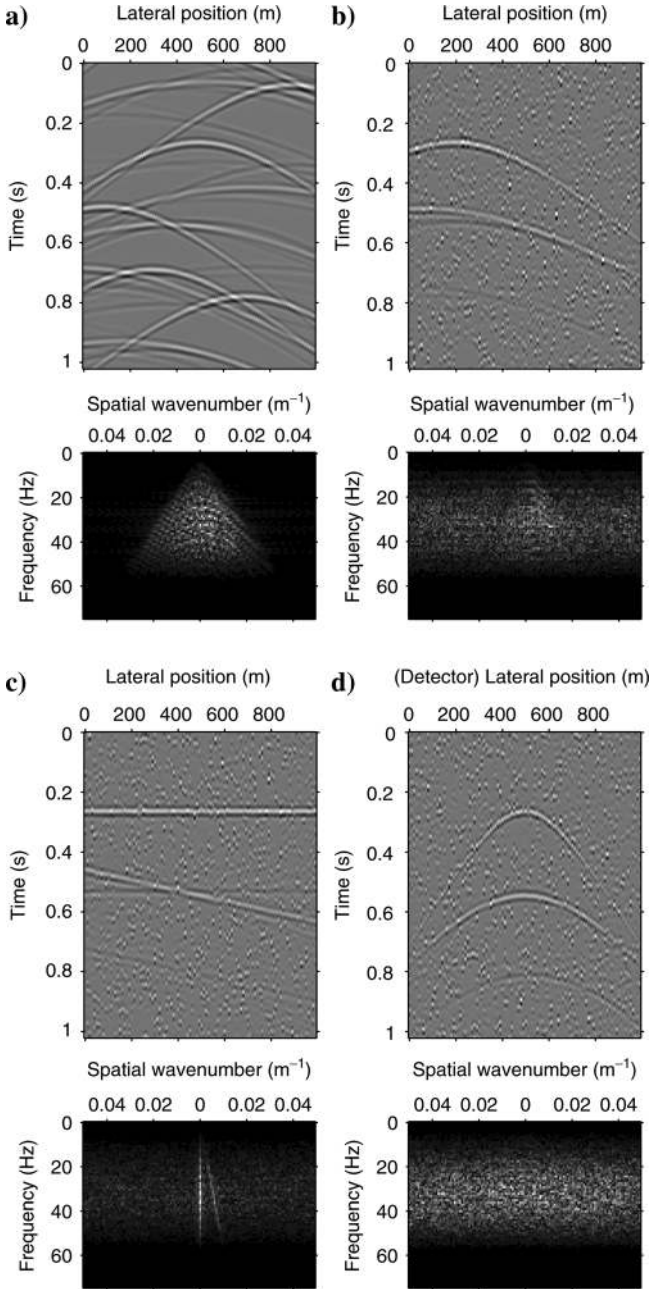 a)
Lateral position (m)
0 200 400 600 800
Time (s)
0
0.2
0.4
0.6
0.8
1
Spatial wavenumber (m⁻¹)
0.04 0.02 0 0.02 0.04
Frequency (Hz)
0
20
40
60
b)
Lateral position (m)
0 200 400 600 800
Time (s)
0
0.2
0.4
0.6
0.8
1
Spatial wavenumber (m⁻¹)
0.04 0.02 0 0.02 0.04
Frequency (Hz)
0
20
40
60
c)
Lateral position (m)
0 200 400 600 800
Time (s)
0
0.2
0.4
0.6
0.8
1
Spatial wavenumber (m⁻¹)
0.04 0.02 0 0.02 0.04
Frequency (Hz)
0
20
40
60
d)
(Detector) Lateral position (m)
0 200 400 600 800
Time (s)
0
0.2
0.4
0.6
0.8
1
Spatial wavenumber (m⁻¹)
0.04 0.02 0 0.02 0.04
Frequency (Hz)
0
20
40
60